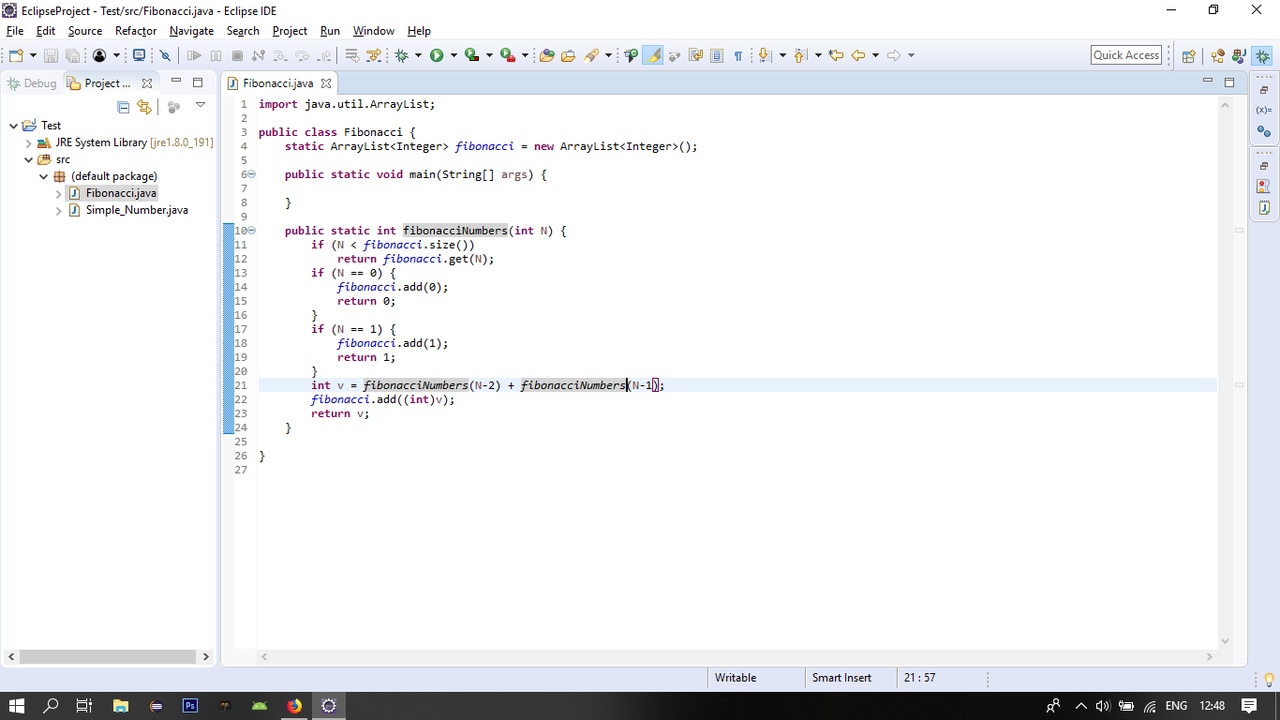 EclipseProject - Test/src/Fibonacci.java - Eclipse IDE
File Edit Source Refactor Navigate Search Project Run Window Help
Quick Access
Debug Project ... Fibonacci.java
Test
JRE System Library [jre1.8.0_191]
src
(default package)
Fibonacci.java
Simple_Number.java
1 import java.util.ArrayList;
2
3 public class Fibonacci {
4 static ArrayList<Integer> fibonacci = new ArrayList<Integer>();
5
6 public static void main(String[] args) {
7
8 }
9
10 public static int fibonacciNumbers(int N) {
11 if (N < fibonacci.size())
12 return fibonacci.get(N);
13 if (N == 0) {
14 fibonacci.add(0);
15 return 0;
16 }
17 if (N == 1) {
18 fibonacci.add(1);
19 return 1;
20 }
21 int v = fibonacciNumbers(N-2) + fibonacciNumbers(N-1);
22 fibonacci.add((int)v);
23 return v;
24 }
25
26 }
27
Writable Smart Insert 21 : 57
Ps ENG 12:48